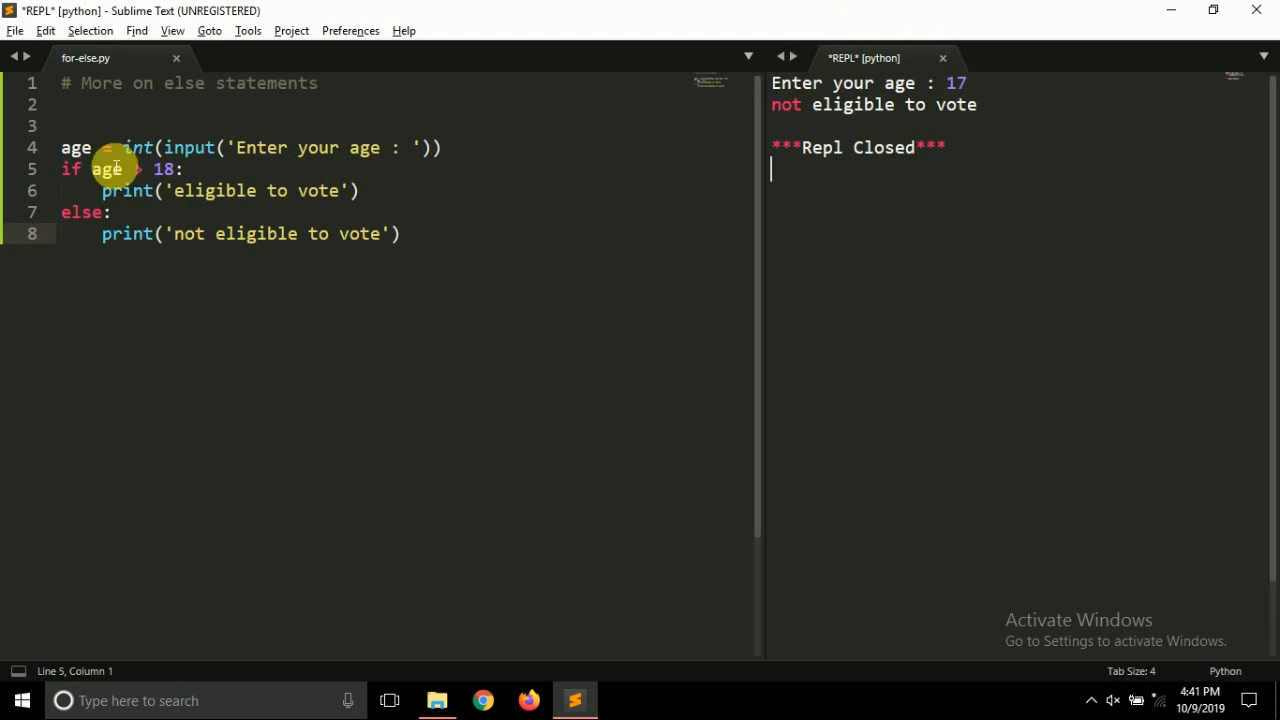 *REPL* [python] - Sublime Text (UNREGISTERED)
File Edit Selection Find View Goto Tools Project Preferences Help
for-else.py
*REPL* [python]
1 # More on else statements
2
3
4 age = int(input('Enter your age : '))
5 if age > 18:
6 print('eligible to vote')
7 else:
8 print('not eligible to vote')
Enter your age : 17
not eligible to vote
***Repl Closed***
Activate Windows
Go to Settings to activate Windows.
Line 5, Column 1
Tab Size: 4
Python
Type here to search
4:41 PM
10/9/2019